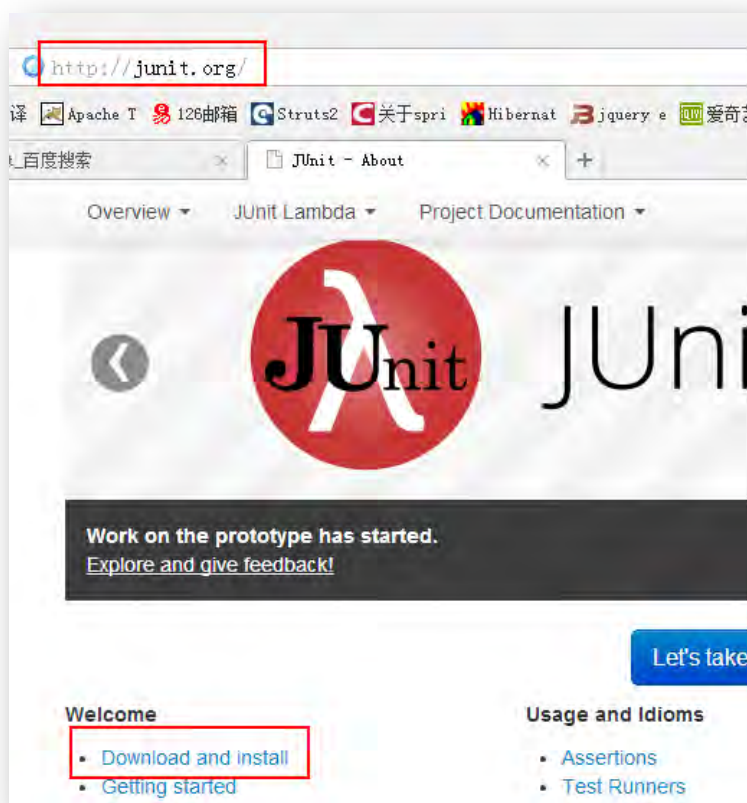 http://junit.org/
译 Apache T 126邮箱 Struts2 关于spri Hibernat jquery e 爱奇
百度搜索 JUnit - About
Overview JUnit Lambda Project Documentation
JUnit JUni
Work on the prototype has started.
Explore and give feedback!
Let's take
Welcome Usage and Idioms
Download and install Assertions
Getting started Test Runners